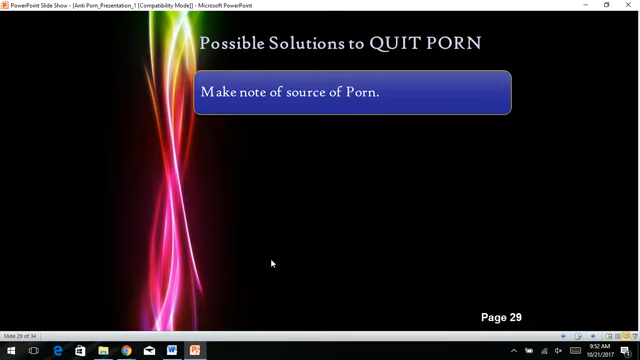 PowerPoint Slide Show - [Anti Porn_Presentation_1 [Compatibility Mode]] - Microsoft PowerPoint
Possible Solutions to QUIT PORN
Make note of source of Porn.
Page 29
Slide 29 of 34
9:52 AM
10/21/2017